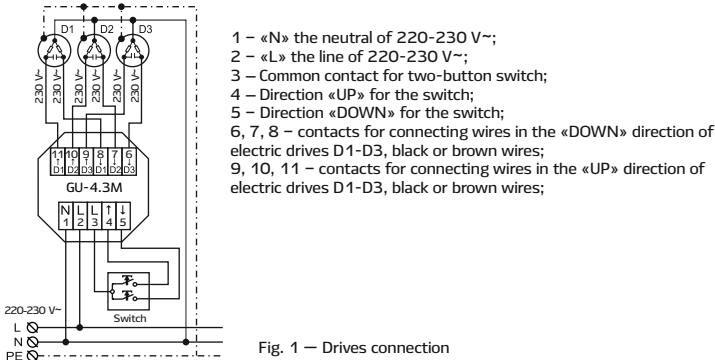 D1 D2 D3
230 V~ 230 V~ 230 V~ 230 V~ 230 V~ 230 V~
11 10 9 8 7 6
↑ ↑ ↑ ↓ ↓ ↓
D1 D2 D3 D1 D2 D3
GU-4.3M
N L L ↑ ↓
1 2 3 4 5
Switch
220-230 V~
L
N
PE
1 – «N» the neutral of 220-230 V~;
2 – «L» the line of 220-230 V~;
3 – Common contact for two-button switch;
4 – Direction «UP» for the switch;
5 – Direction «DOWN» for the switch;
6, 7, 8 – contacts for connecting wires in the «DOWN» direction of
electric drives D1-D3, black or brown wires;
9, 10, 11 – contacts for connecting wires in the «UP» direction of
electric drives D1-D3, black or brown wires;
Fig. 1 – Drives connection